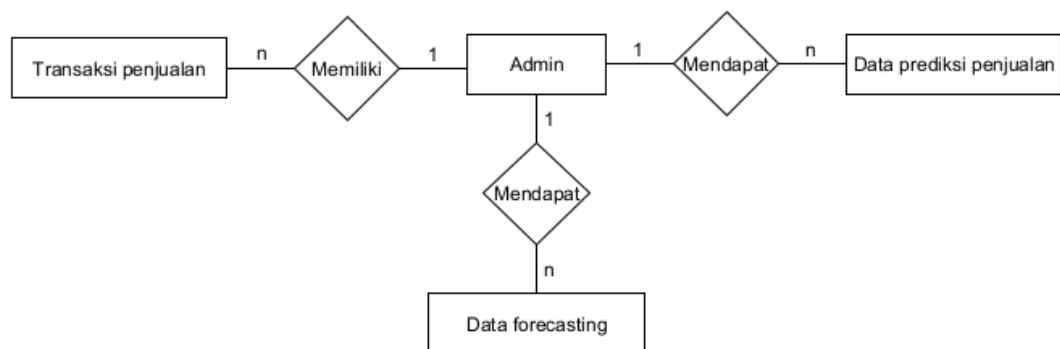 Transaksi penjualan
n
Memiliki
1
Admin
1
Mendapat
n
Data prediksi penjualan
1
Mendapat
n
Data forecasting